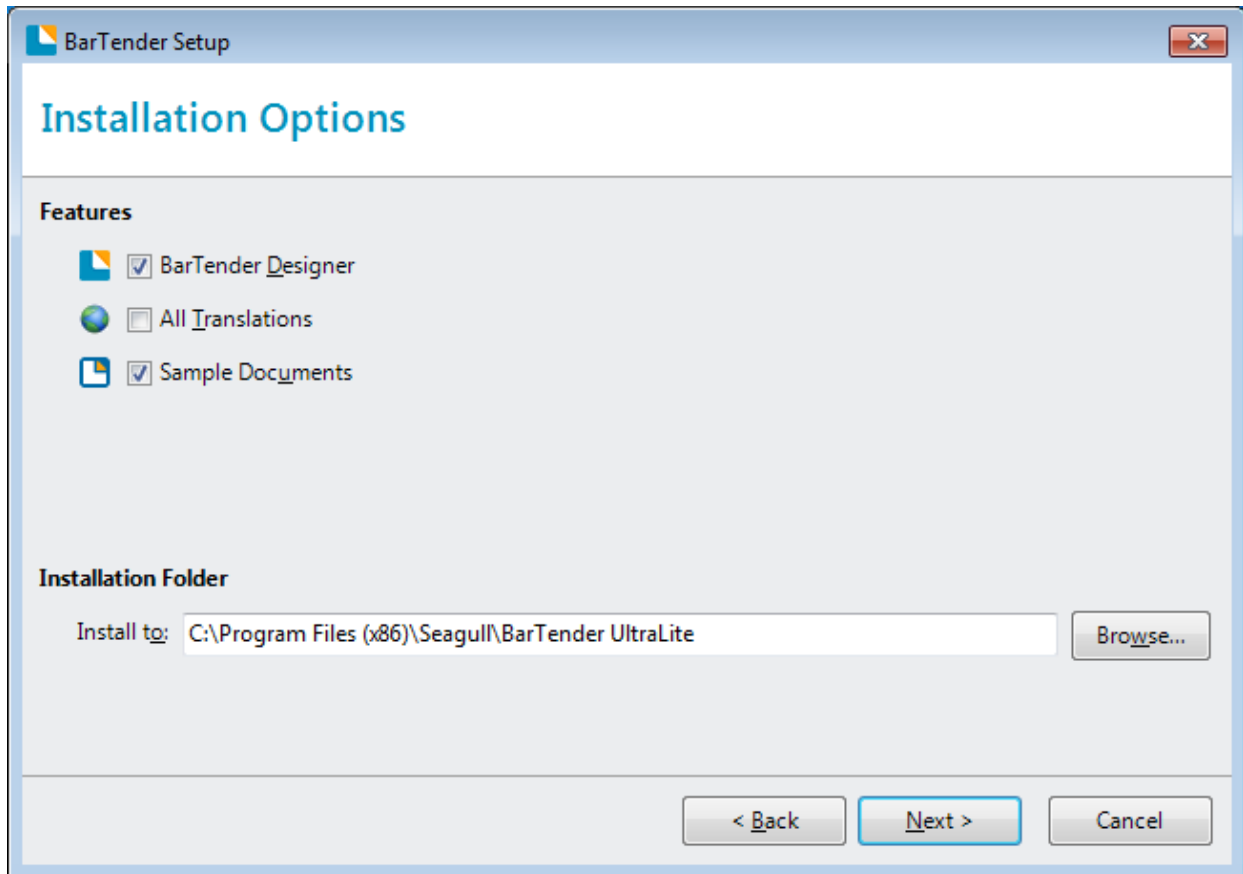 BarTender Setup
Installation Options
Features
BarTender Designer
All Translations
Sample Documents
Installation Folder
Install to: C:\Program Files (x86)\Seagull\BarTender UltraLite Browse...
< Back Next > Cancel